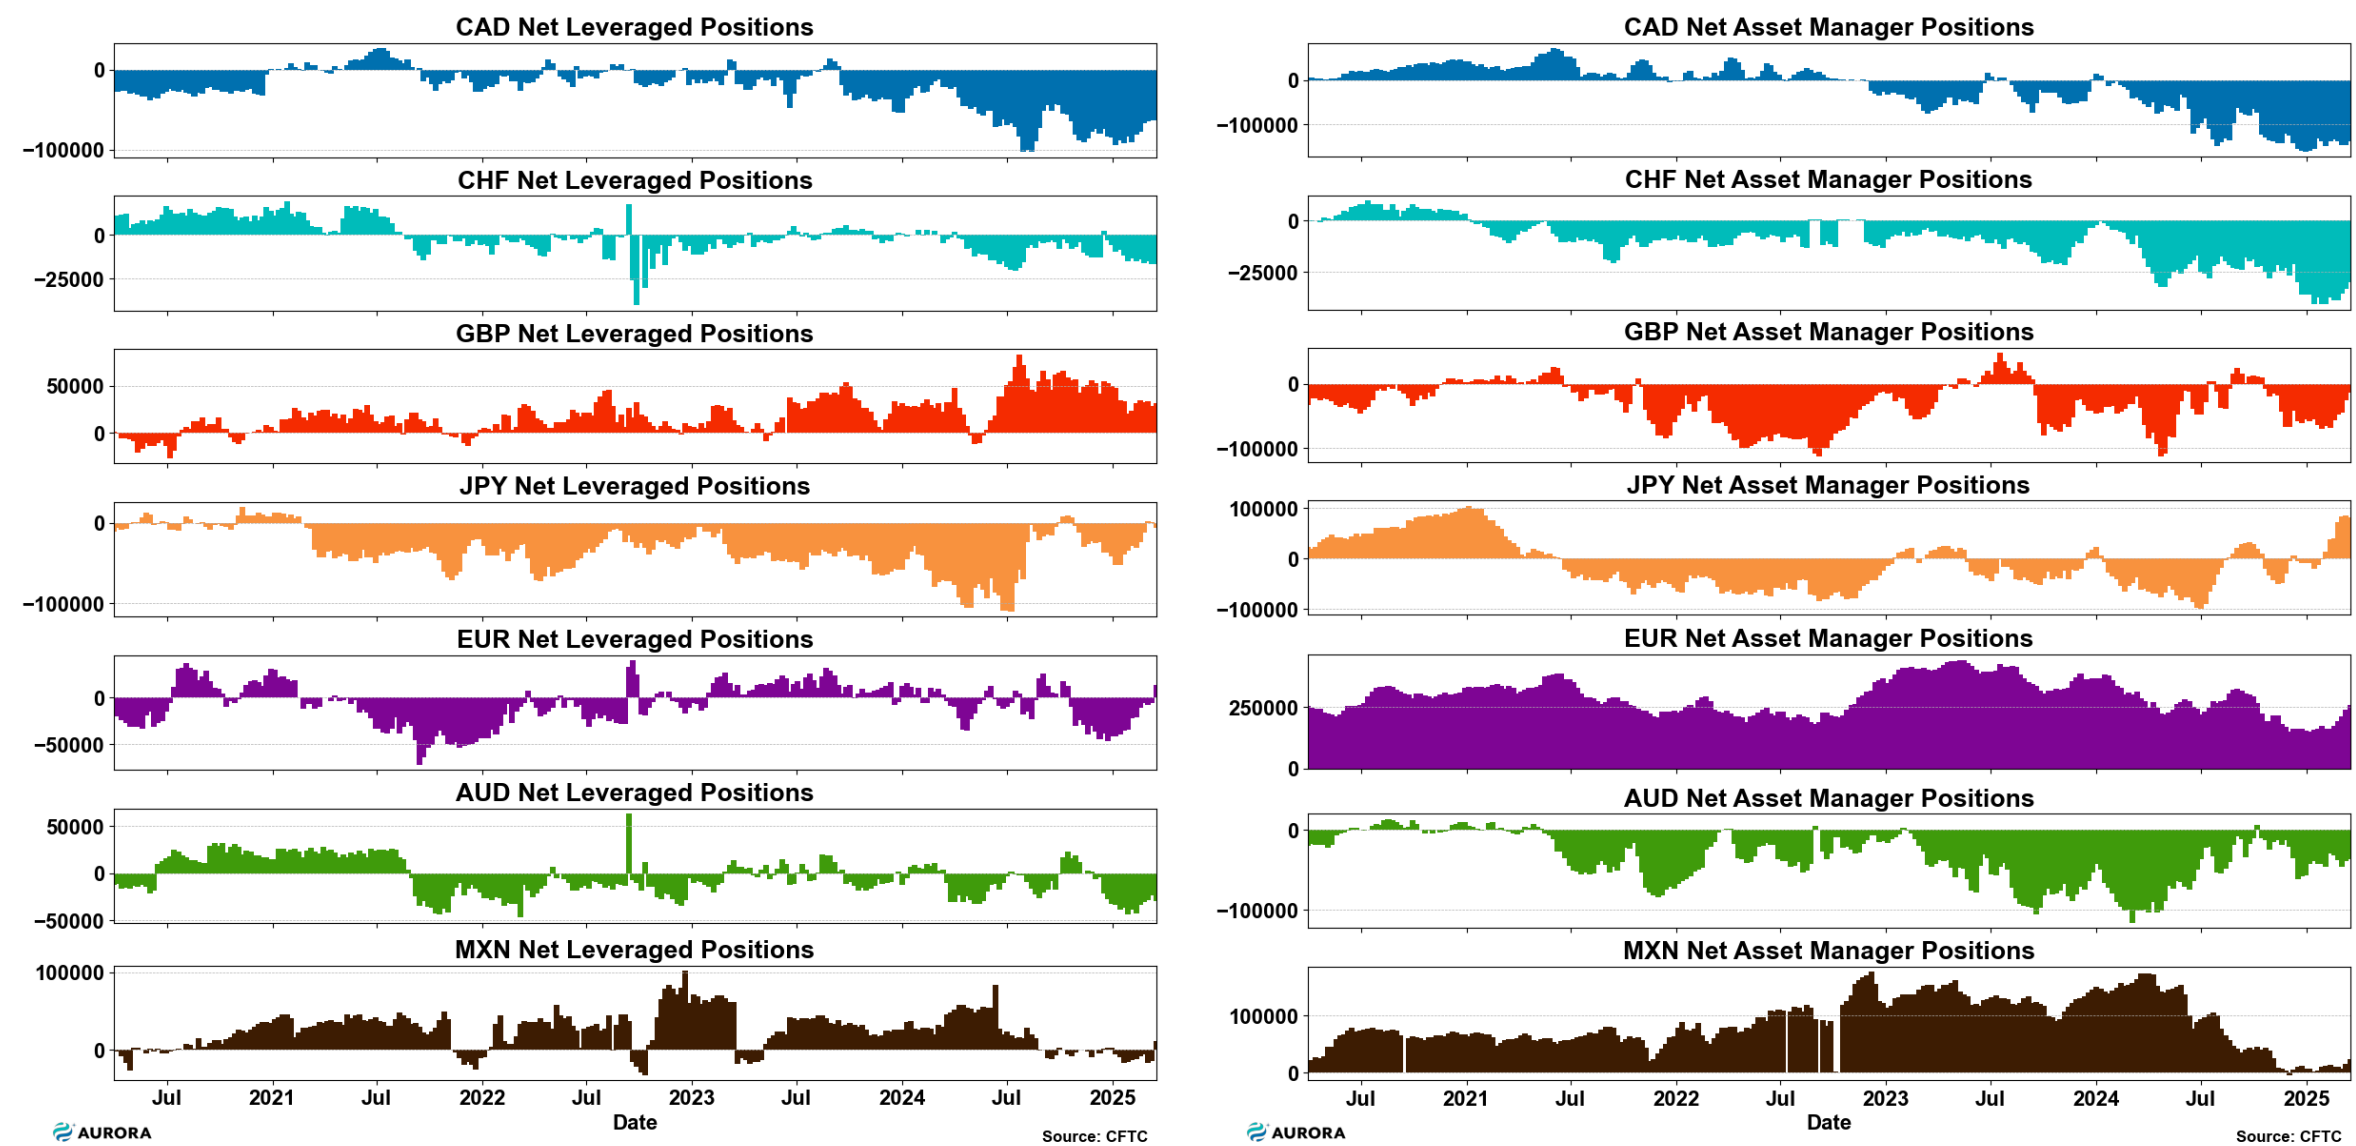 CAD Net Leveraged Positions
0
−100000
CHF Net Leveraged Positions
0
−25000
GBP Net Leveraged Positions
50000
0
JPY Net Leveraged Positions
0
−100000
EUR Net Leveraged Positions
0
−50000
AUD Net Leveraged Positions
50000
0
−50000
MXN Net Leveraged Positions
100000
0
Jul 2021 Jul 2022 Jul 2023 Jul 2024 Jul 2025
Date
AURORA
Source: CFTC
CAD Net Asset Manager Positions
0
−100000
CHF Net Asset Manager Positions
0
−25000
GBP Net Asset Manager Positions
0
−100000
JPY Net Asset Manager Positions
100000
0
−100000
EUR Net Asset Manager Positions
250000
0
AUD Net Asset Manager Positions
0
−100000
MXN Net Asset Manager Positions
100000
0
Jul 2021 Jul 2022 Jul 2023 Jul 2024 Jul 2025
Date
AURORA
Source: CFTC